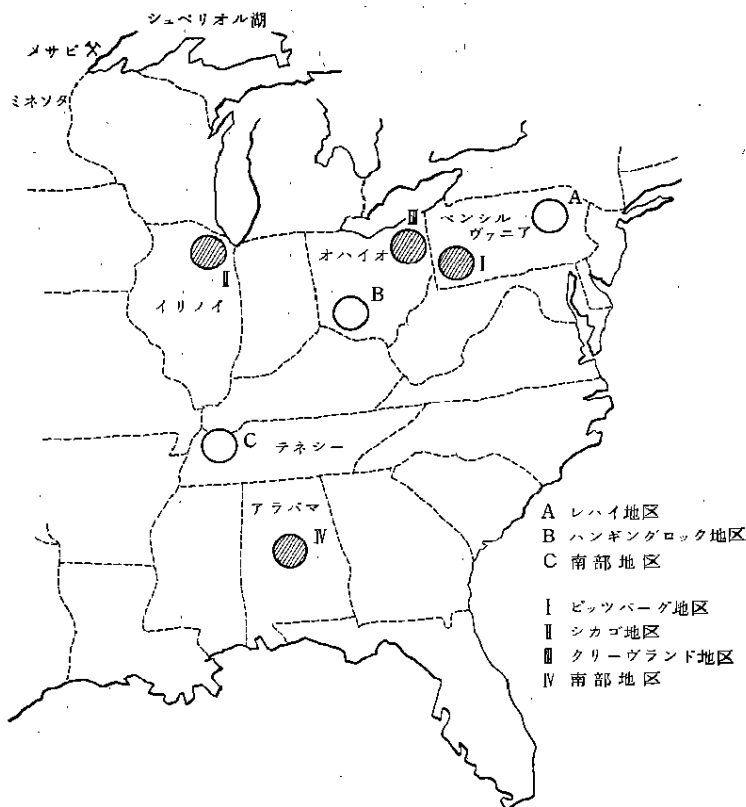 シュペリオル湖
メサビ
ミネソタ
A
ペンシル
ヴァニア
Ⅲ
オハイオ
Ⅰ
Ⅱ
B
イリノイ
C
テネシー
アラバマ
Ⅳ
A レハイ地区
B ハンギングロック地区
C 南部地区
Ⅰ ピッツバーグ地区
Ⅱ シカゴ地区
Ⅲ クリーヴランド地区
Ⅳ 南部地区